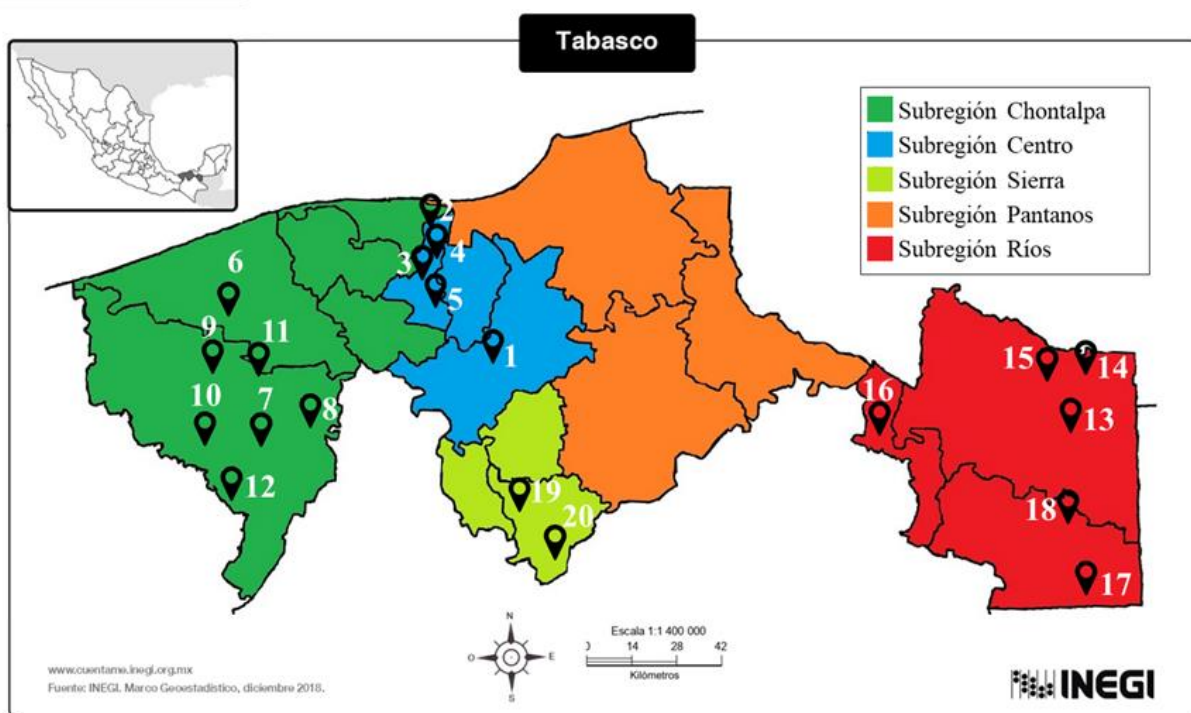 Tabasco
Subregión Chontalpa
Subregión Centro
Subregión Sierra
Subregión Pantanos
Subregión Ríos
2
4
3
6
5
9
11
1
15
14
10
7
8
16
13
12
19
18
20
17
N
O
E
S
Escala 1:1 400 000
0 14 28 42
Kilómetros
www.cuentame.inegi.org.mx
Fuente: INEGI. Marco Geoestadístico, diciembre 2018.
INEGI